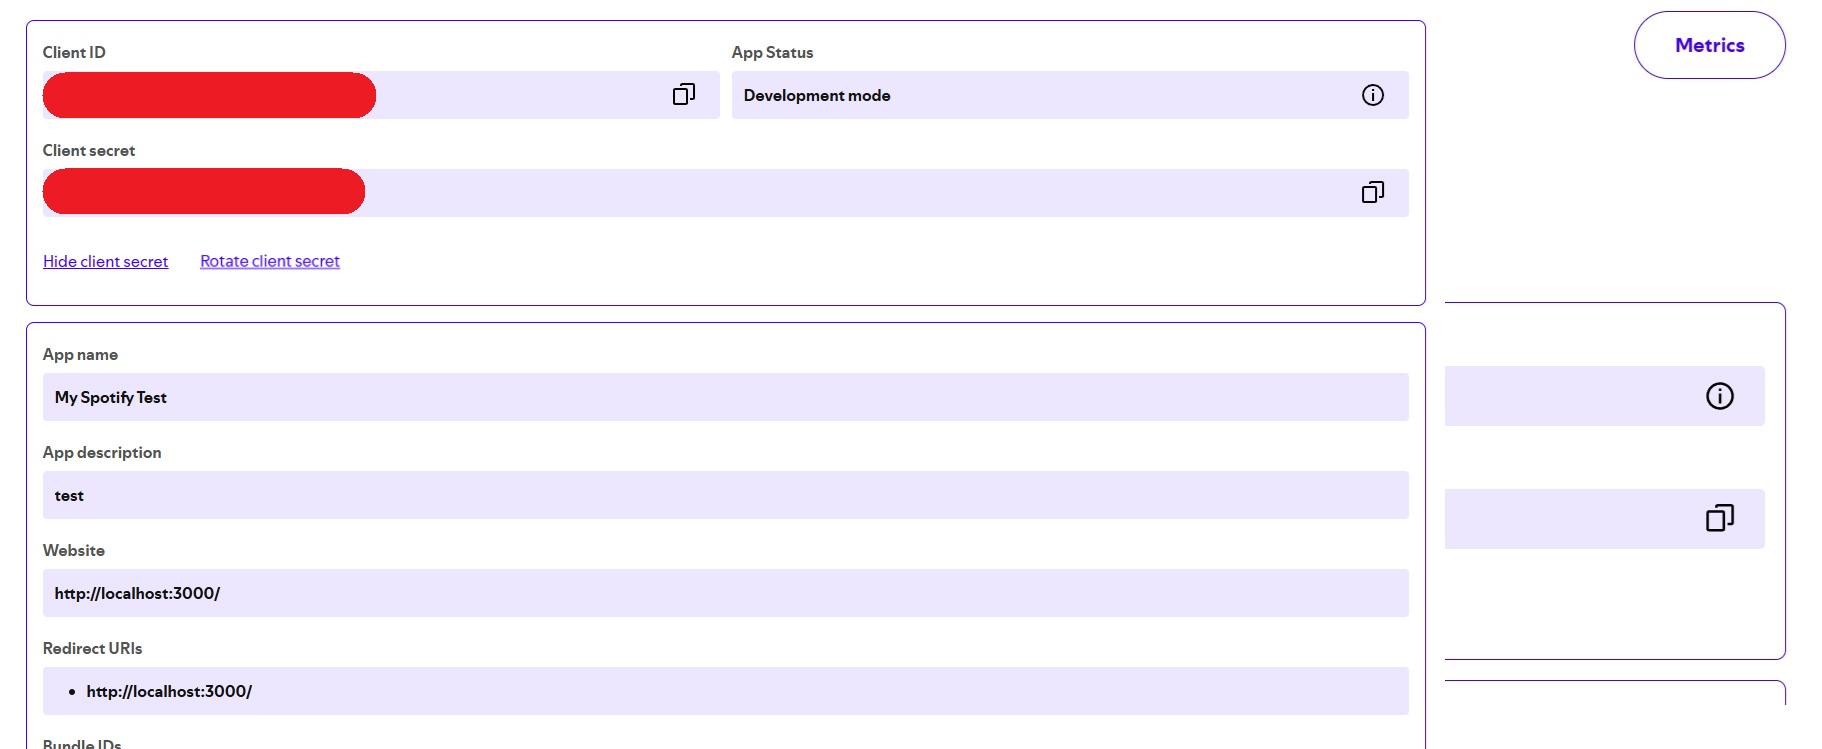 Client ID
App Status
Metrics
Development mode
Client secret
Hide client secret
Rotate client secret
App name
My Spotify Test
App description
test
Website
http://localhost:3000/
Redirect URIs
• http://localhost:3000/
Bundle IDs